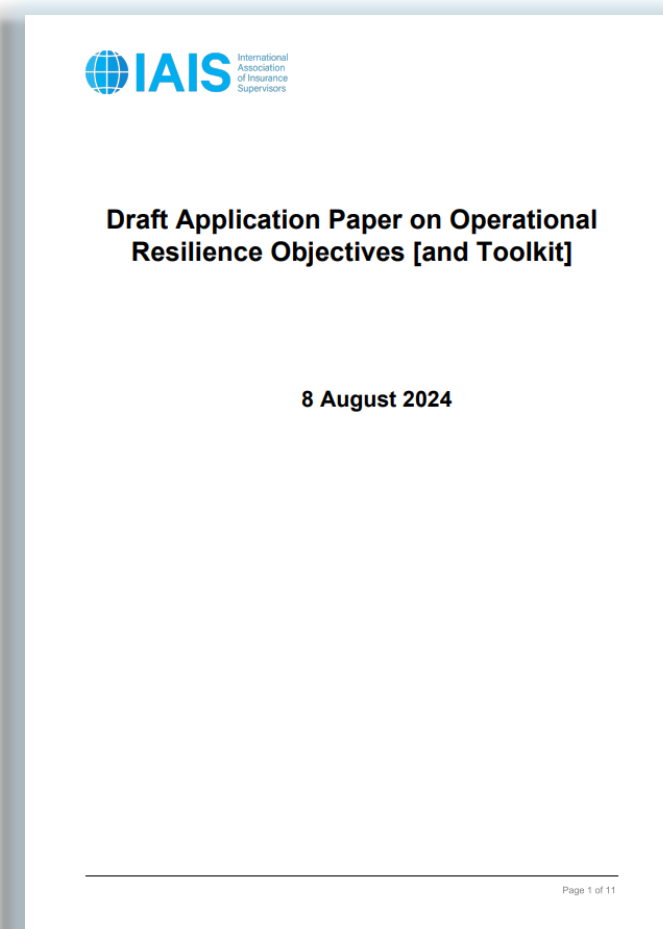 IAIS
International
Association
of Insurance
Supervisors
Draft Application Paper on Operational
Resilience Objectives [and Toolkit]
8 August 2024
Page 1 of 11